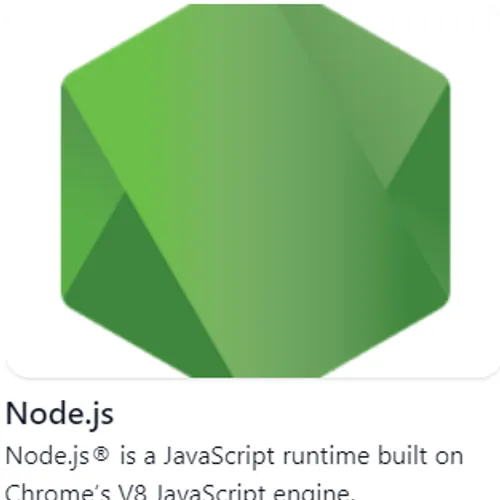 Node.js
Node.js® is a JavaScript runtime built on
Chrome's V8 JavaScript engine.